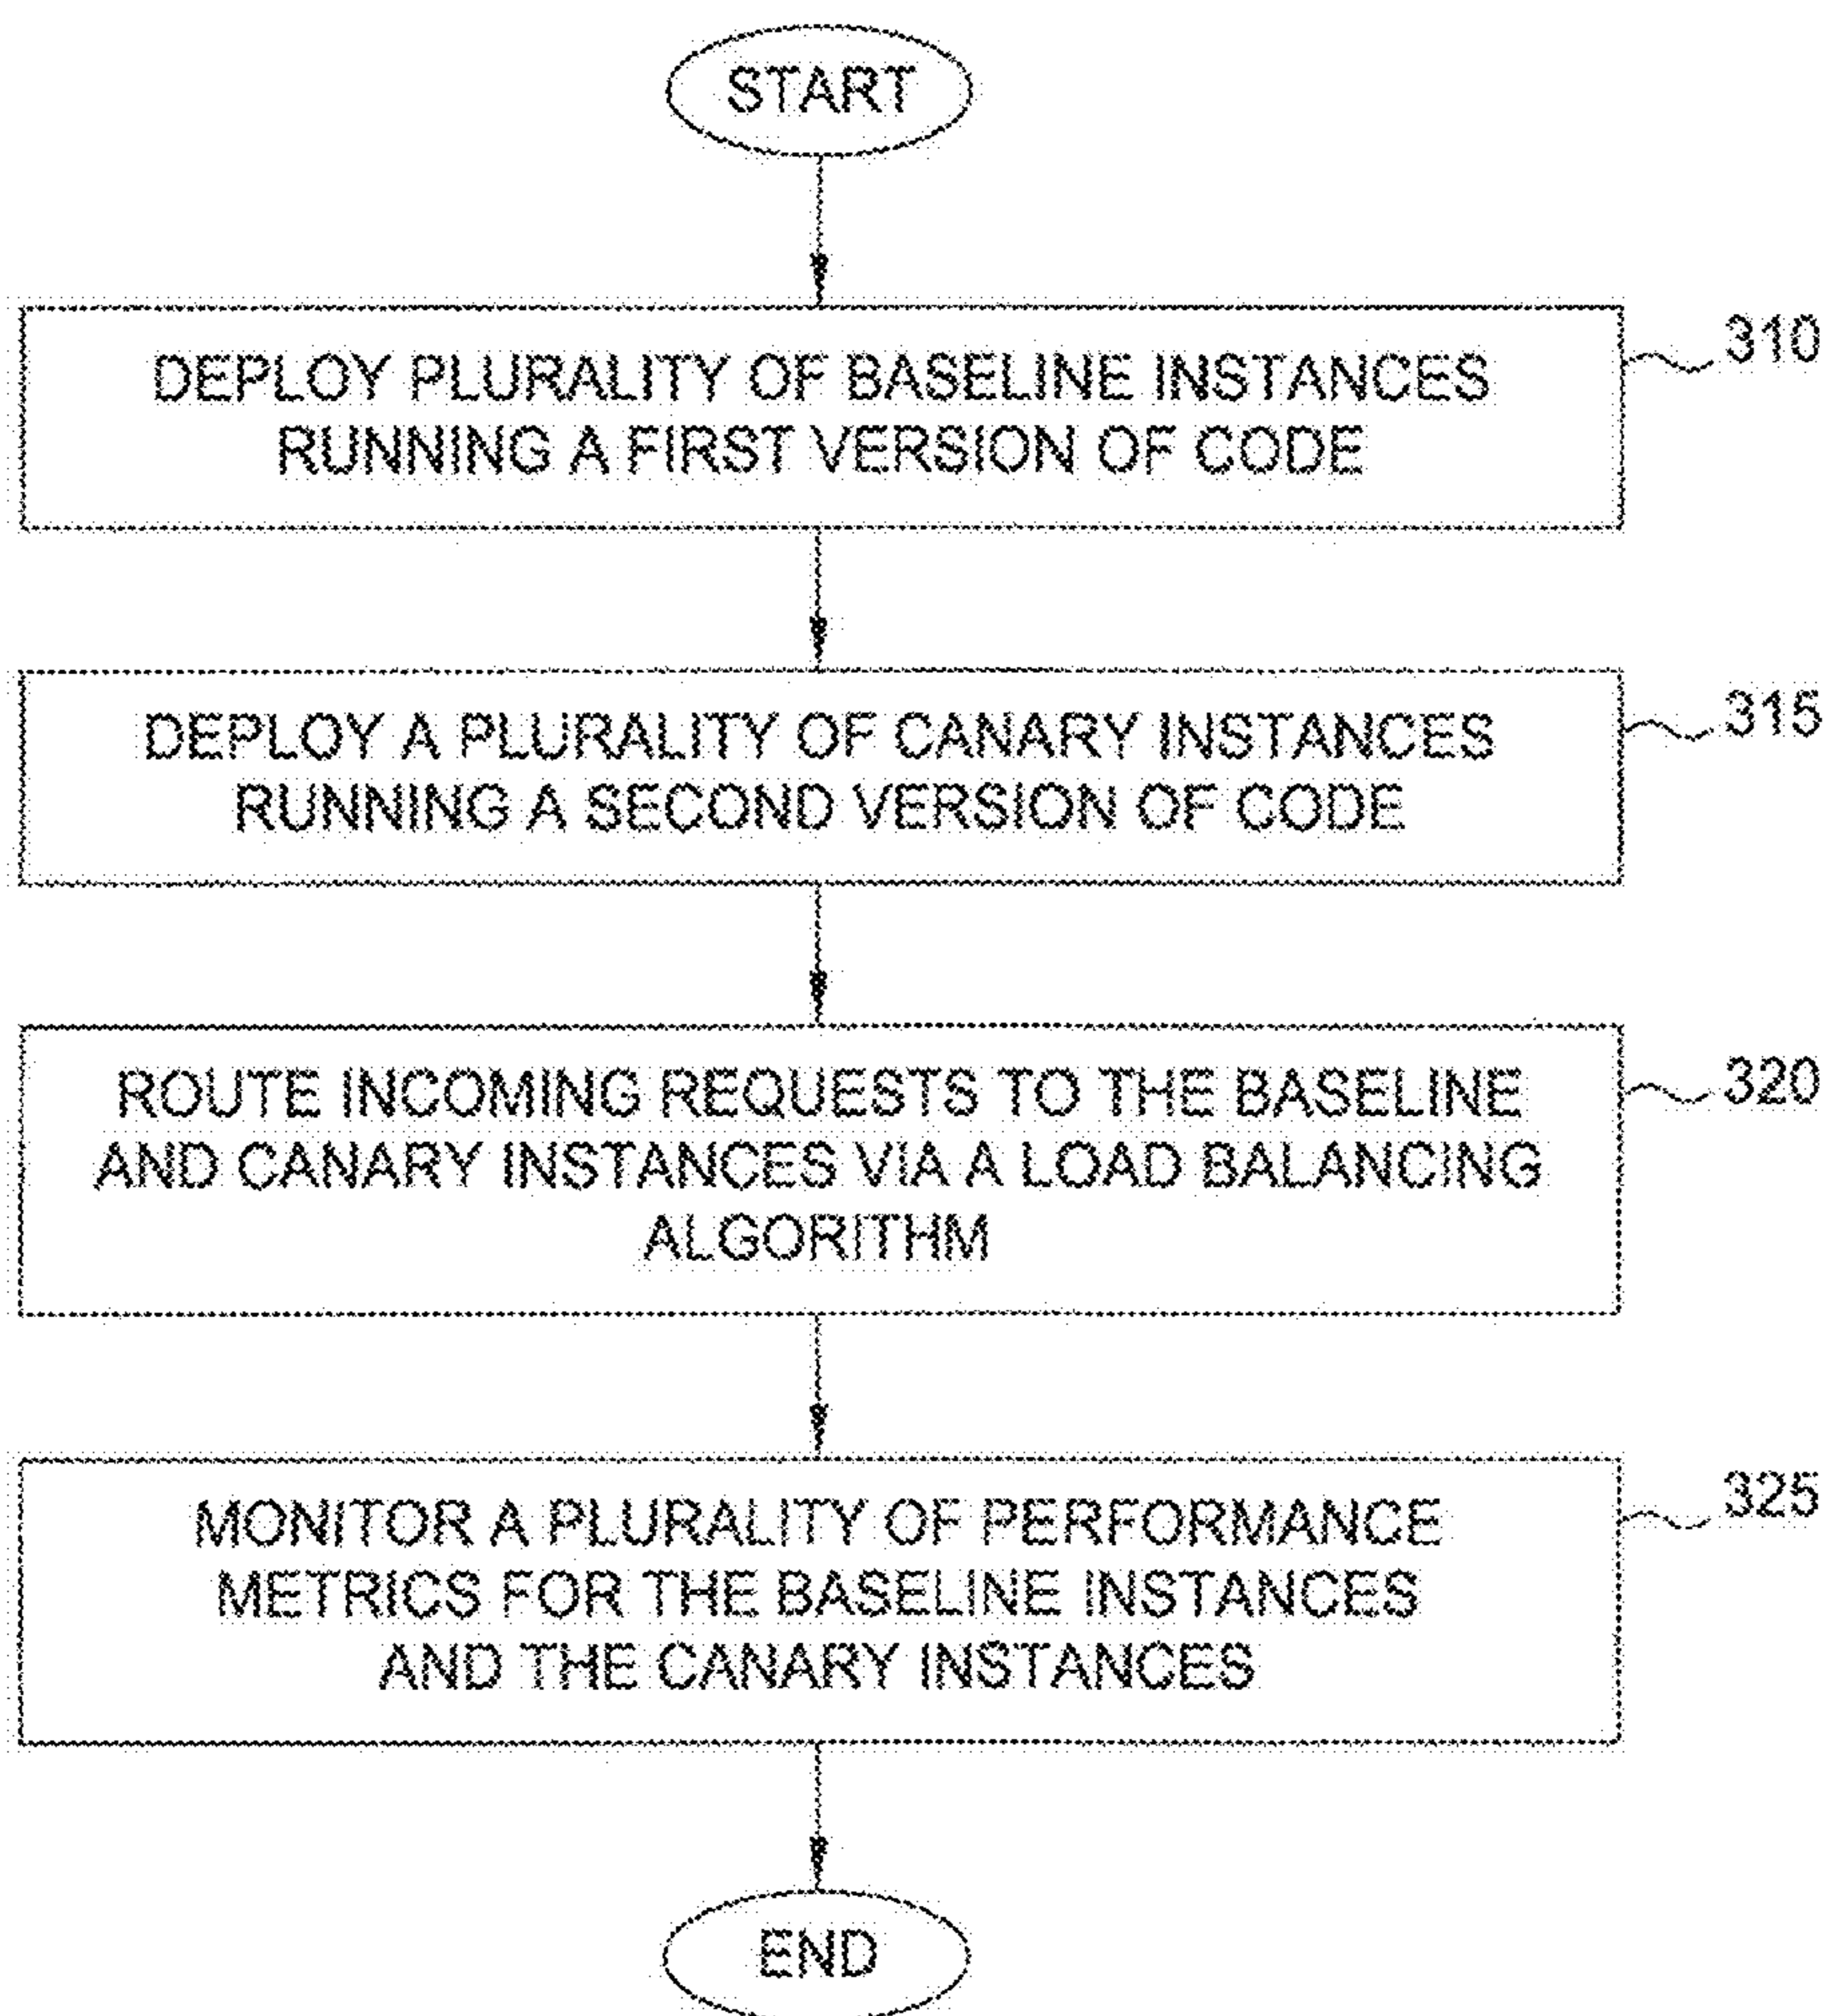 START
DEPLOY PLURALITY OF BASELINE INSTANCES
RUNNING A FIRST VERSION OF CODE
310
DEPLOY A PLURALITY OF CANARY INSTANCES
RUNNING A SECOND VERSION OF CODE
315
ROUTE INCOMING REQUESTS TO THE BASELINE
AND CANARY INSTANCES VIA A LOAD BALANCING
ALGORITHM
320
MONITOR A PLURALITY OF PERFORMANCE
METRICS FOR THE BASELINE INSTANCES
AND THE CANARY INSTANCES
325
END